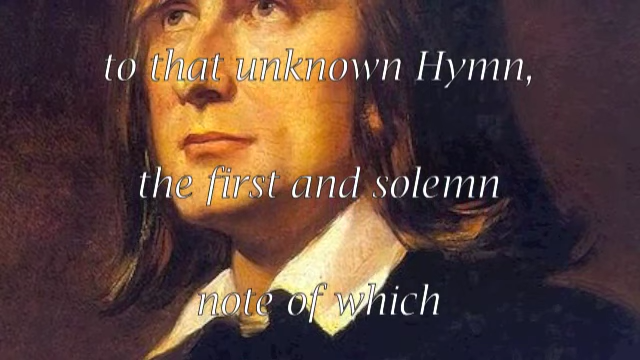 to that unknown Hymn,
the first and solemn
note of which